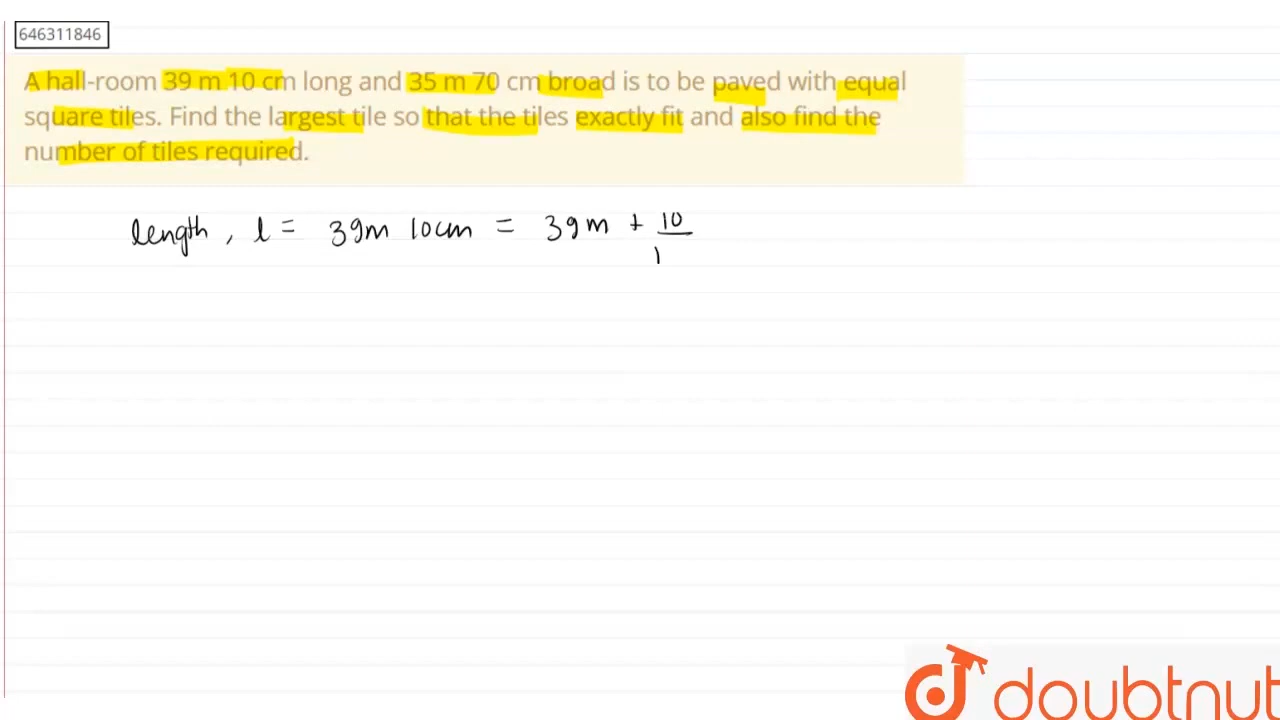 646311846
A hall-room 39 m 10 cm long and 35 m 70 cm broad is to be paved with equal
square tiles. Find the largest tile so that the tiles exactly fit and also find the
number of tiles required.
length, l = 39m 10cm = 39m + 10
1
doubtnut